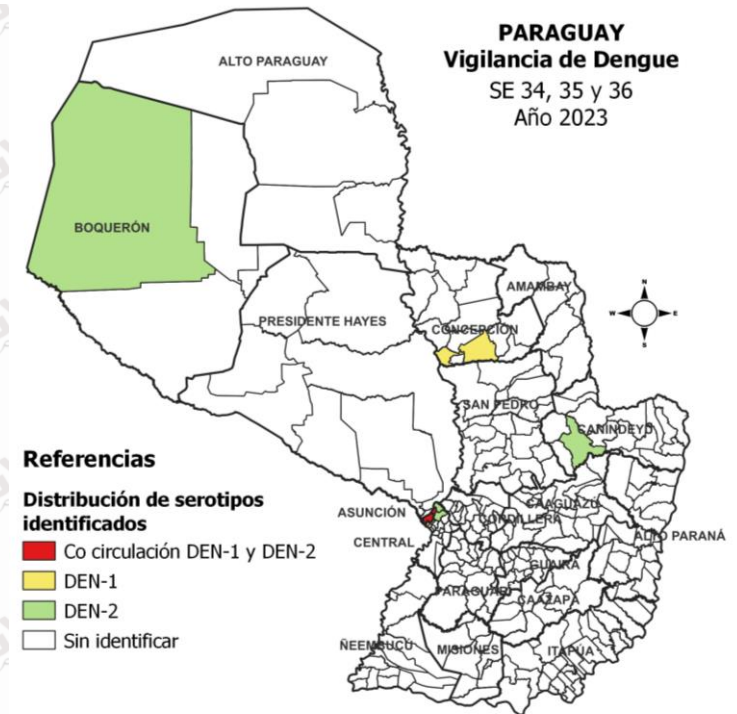 PARAGUAY
Vigilancia de Dengue
SE 34, 35 y 36
Año 2023
ALTO PARAGUAY
BOQUERÓN
N
W
E
S
AMAMBAY
PRESIDENTE HAYES
CONCEPCIÓN
SAN PEDRO
CANINDEYÚ
Referencias
Distribución de serotipos
identificados
Co circulación DEN-1 y DEN-2
DEN-1
DEN-2
Sin identificar
ASUNCIÓN
CENTRAL
CAAGUAZÚ
CORDILLERA
ALTO PARANÁ
GUAIRÁ
PARAGUARÍ
CAAZAPÁ
ÑEEMBUCÚ
MISIONES
ITAPÚA